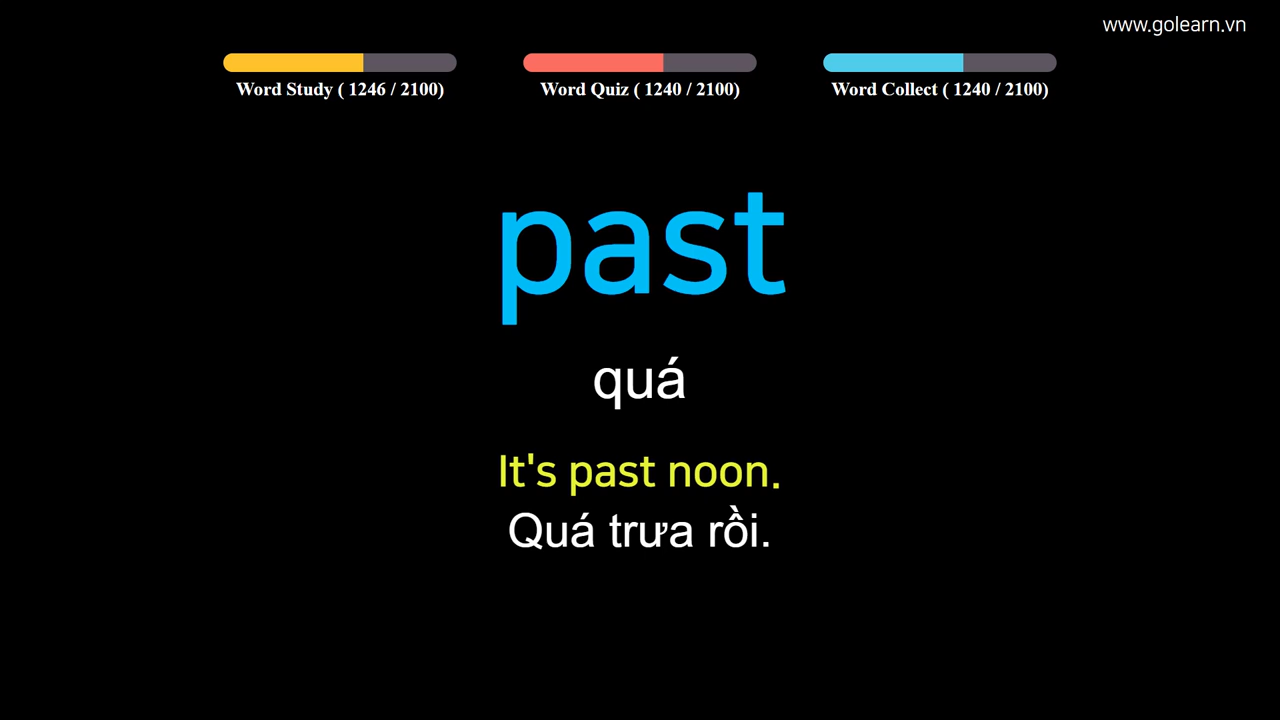 www.golearn.vn
Word Study ( 1246 / 2100)
Word Quiz ( 1240 / 2100)
Word Collect ( 1240 / 2100)
past
quá
It's past noon.
Quá trưa rồi.